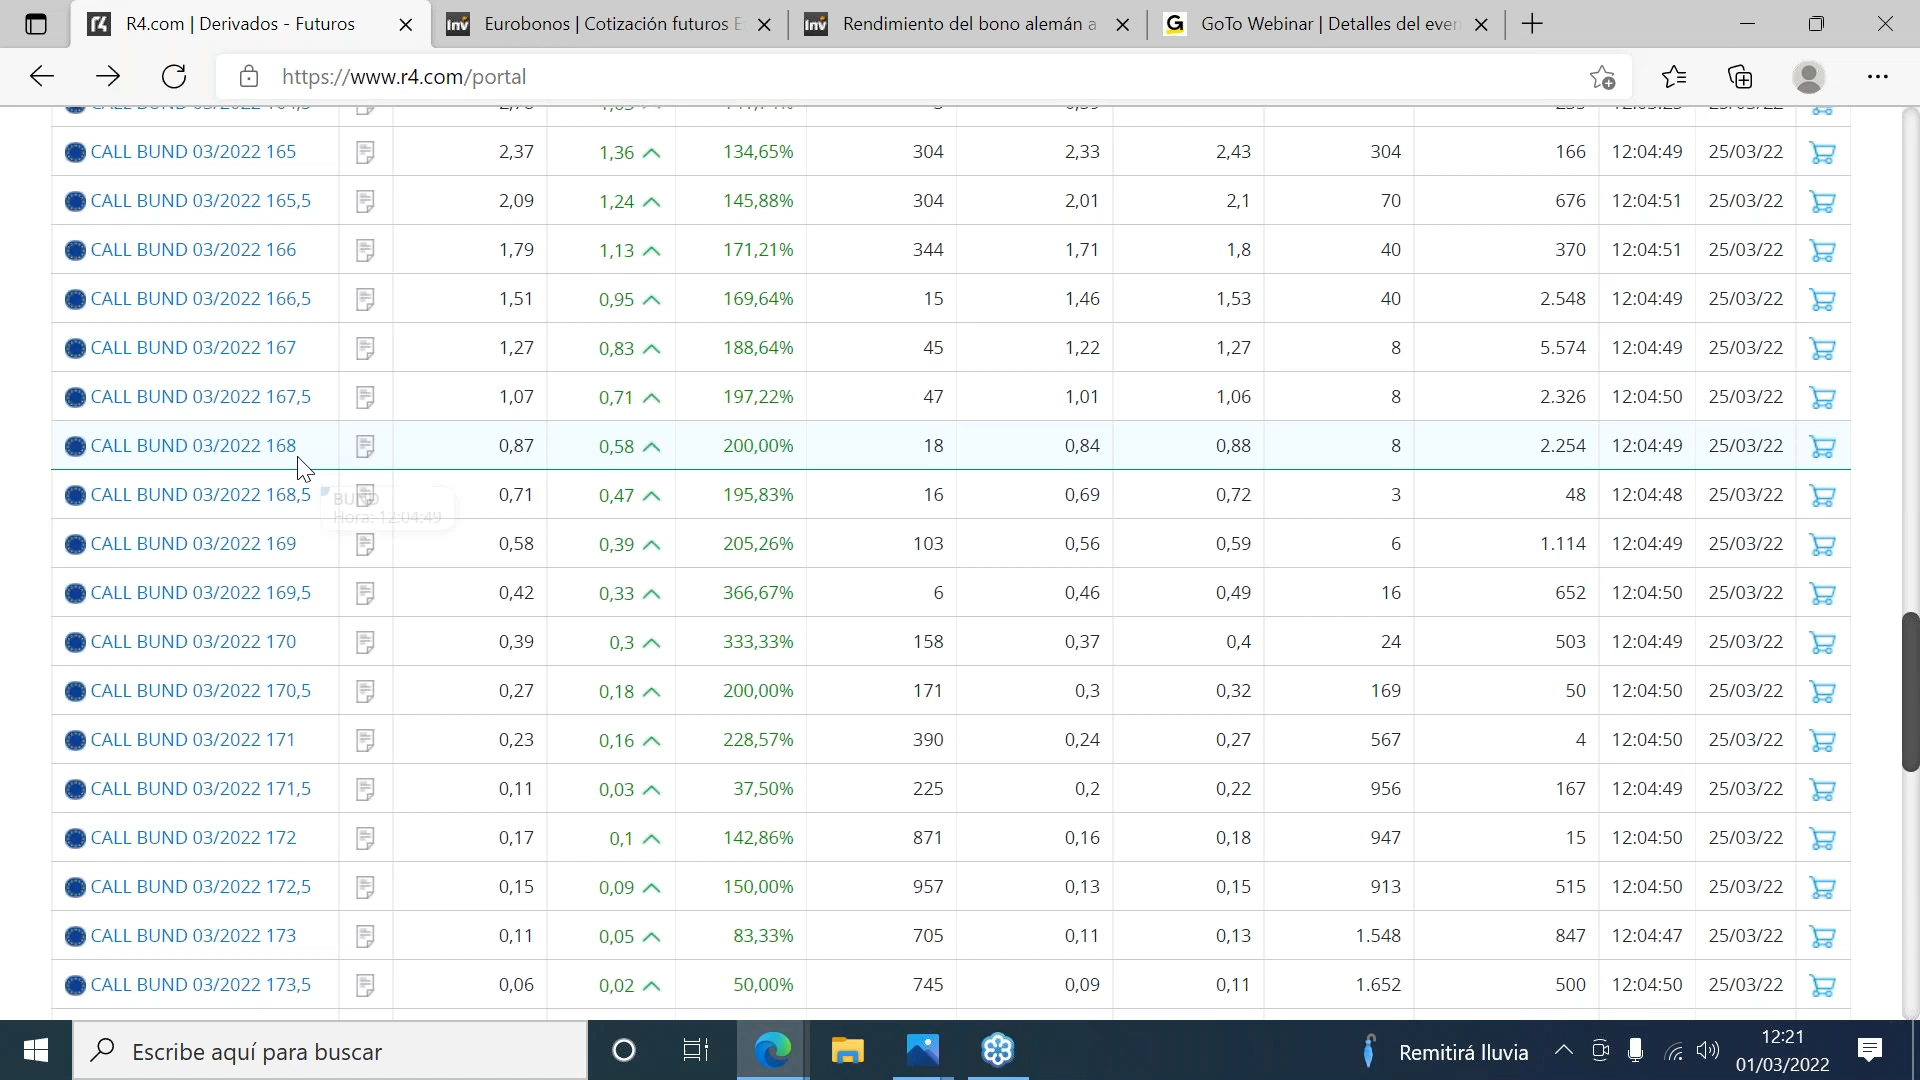 R4.com | Derivados - Futuros
Eurobonos | Cotización futuros E
Rendimiento del bono alemán a
GoTo Webinar | Detalles del even
https://www.r4.com/portal
CALL BUND 03/2022 165 2,37 1,36 134,65% 304 2,33 2,43 304 166 12:04:49 25/03/22
CALL BUND 03/2022 165,5 2,09 1,24 145,88% 304 2,01 2,1 70 676 12:04:51 25/03/22
CALL BUND 03/2022 166 1,79 1,13 171,21% 344 1,71 1,8 40 370 12:04:51 25/03/22
CALL BUND 03/2022 166,5 1,51 0,95 169,64% 15 1,46 1,53 40 2.548 12:04:49 25/03/22
CALL BUND 03/2022 167 1,27 0,83 188,64% 45 1,22 1,27 8 5.574 12:04:49 25/03/22
CALL BUND 03/2022 167,5 1,07 0,71 197,22% 47 1,01 1,06 8 2.326 12:04:50 25/03/22
CALL BUND 03/2022 168 0,87 0,58 200,00% 18 0,84 0,88 8 2.254 12:04:49 25/03/22
CALL BUND 03/2022 168,5 0,71 0,47 195,83% 16 0,69 0,72 3 48 12:04:48 25/03/22
BUND
Hora: 12:04:49
CALL BUND 03/2022 169 0,58 0,39 205,26% 103 0,56 0,59 6 1.114 12:04:49 25/03/22
CALL BUND 03/2022 169,5 0,42 0,33 366,67% 6 0,46 0,49 16 652 12:04:50 25/03/22
CALL BUND 03/2022 170 0,39 0,3 333,33% 158 0,37 0,4 24 503 12:04:49 25/03/22
CALL BUND 03/2022 170,5 0,27 0,18 200,00% 171 0,3 0,32 169 50 12:04:50 25/03/22
CALL BUND 03/2022 171 0,23 0,16 228,57% 390 0,24 0,27 567 4 12:04:50 25/03/22
CALL BUND 03/2022 171,5 0,11 0,03 37,50% 225 0,2 0,22 956 167 12:04:49 25/03/22
CALL BUND 03/2022 172 0,17 0,1 142,86% 871 0,16 0,18 947 15 12:04:50 25/03/22
CALL BUND 03/2022 172,5 0,15 0,09 150,00% 957 0,13 0,15 913 515 12:04:50 25/03/22
CALL BUND 03/2022 173 0,11 0,05 83,33% 705 0,11 0,13 1.548 847 12:04:47 25/03/22
CALL BUND 03/2022 173,5 0,06 0,02 50,00% 745 0,09 0,11 1.652 500 12:04:50 25/03/22
Escribe aquí para buscar
Remitirá lluvia
12:21
01/03/2022